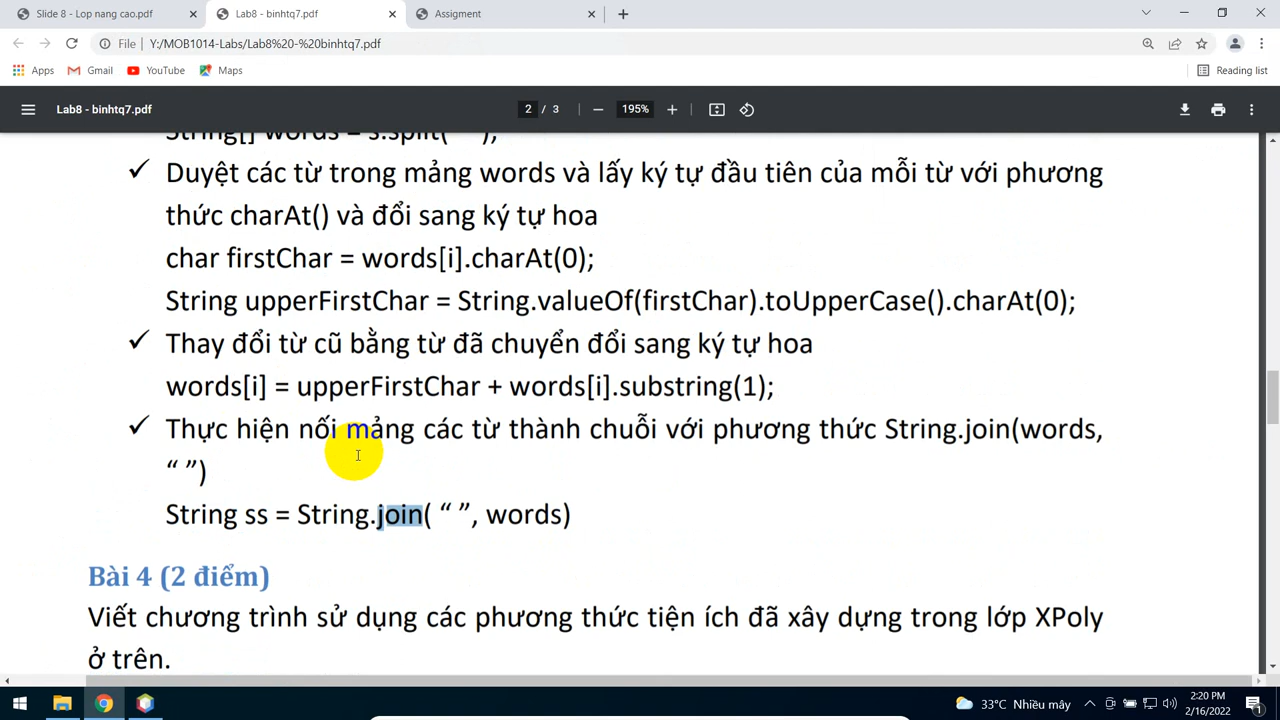 Slide 8 - Lop nang cao.pdf
Lab8 - binhtq7.pdf
Assigment
File
Y:/MOB1014-Labs/Lab8%20-%20binhtq7.pdf
Apps
Gmail
YouTube
Maps
Reading list
Lab8 - binhtq7.pdf
2 / 3
195%
String[] words = s.split(“ ”);
Duyệt các từ trong mảng words và lấy ký tự đầu tiên của mỗi từ với phương
thức charAt() và đổi sang ký tự hoa
char firstChar = words[i].charAt(0);
String upperFirstChar = String.valueOf(firstChar).toUpperCase().charAt(0);
Thay đổi từ cũ bằng từ đã chuyển đổi sang ký tự hoa
words[i] = upperFirstChar + words[i].substring(1);
Thực hiện nối mảng các từ thành chuỗi với phương thức String.join(words,
“ ”)
String ss = String.join( “ ”, words)
Bài 4 (2 điểm)
Viết chương trình sử dụng các phương thức tiện ích đã xây dựng trong lớp XPoly
ở trên.
33°C Nhiều mây
2:20 PM
2/16/2022
1